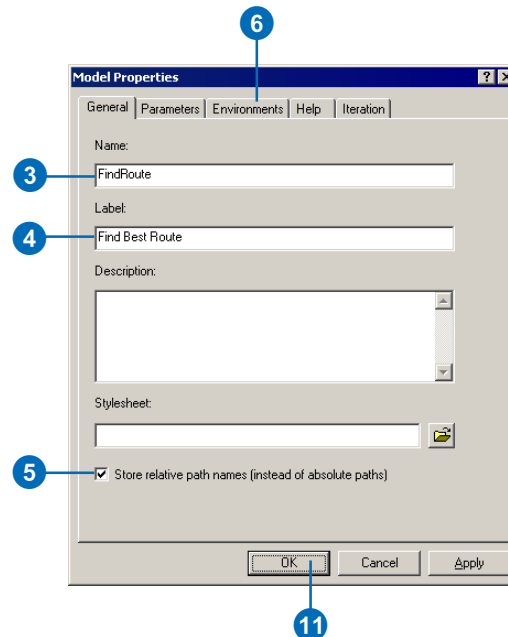 6
Model Properties
General Parameters Environments Help Iteration
Name:
3
FindRoute
Label:
4
Find Best Route
Description:
Stylesheet:
5
Store relative path names (instead of absolute paths)
OK Cancel Apply
11